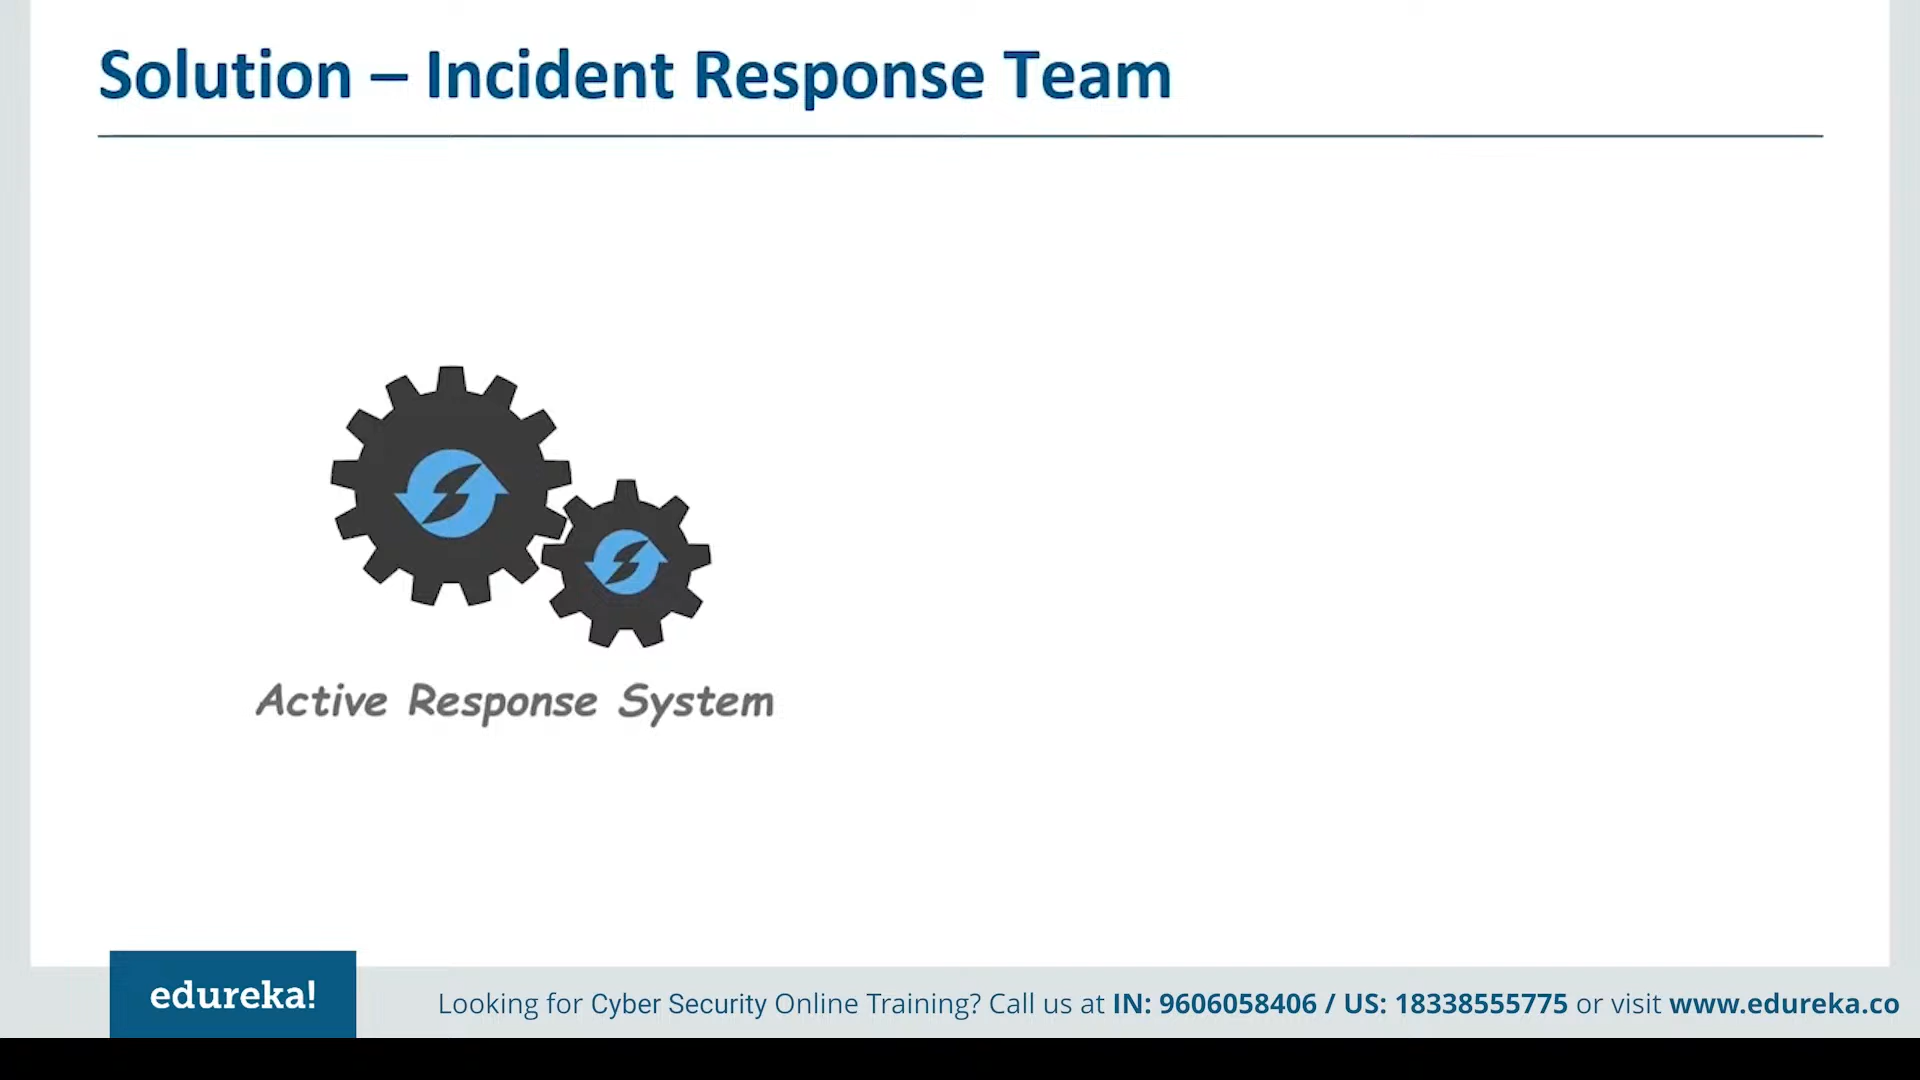 Solution – Incident Response Team
Active Response System
edureka!
Looking for Cyber Security Online Training? Call us at IN: 9606058406 / US: 18338555775 or visit www.edureka.co